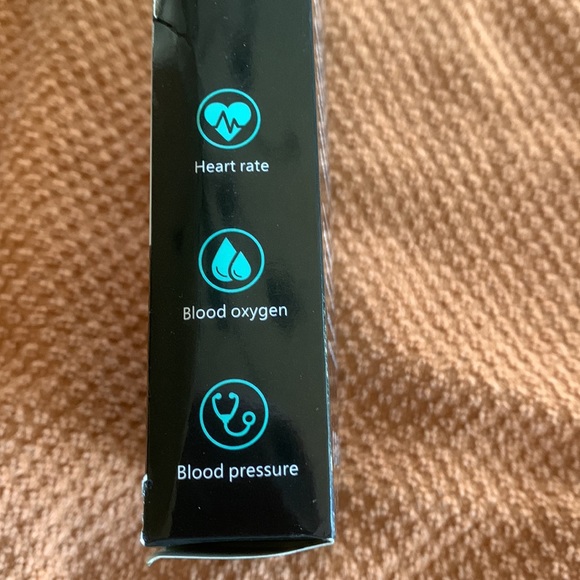 Heart rate
Blood oxygen
Blood pressure